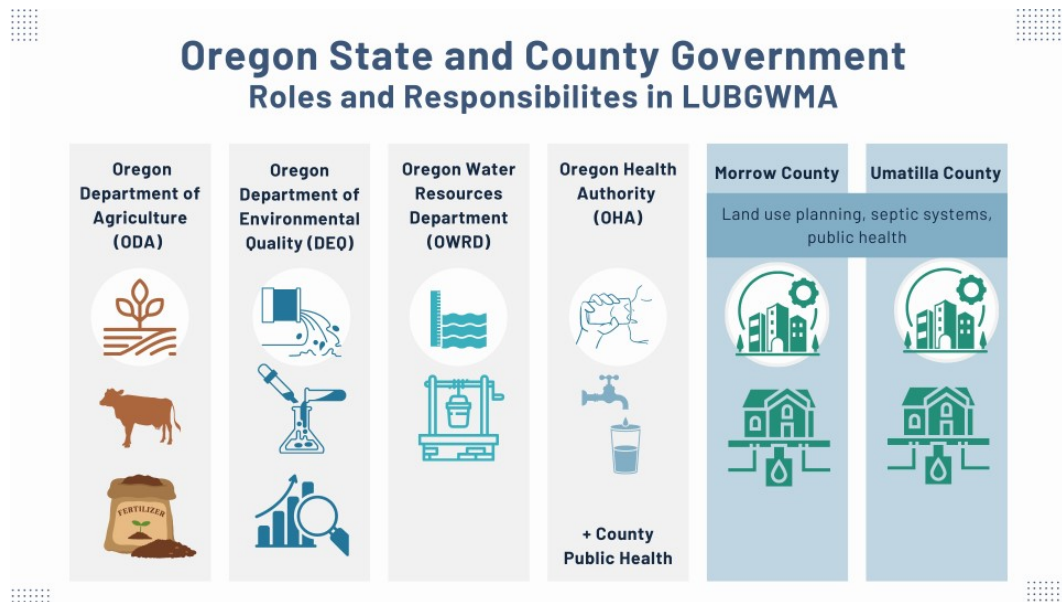 Oregon State and County Government
Roles and Responsibilites in LUBGWMA
Oregon
Department of
Agriculture
(ODA)
FERTILIZER
Oregon
Department of
Environmental
Quality (DEQ)
Oregon Water
Resources
Department
(OWRD)
Oregon Health
Authority
(OHA)
+ County
Public Health
Morrow County
Umatilla County
Land use planning, septic systems,
public health